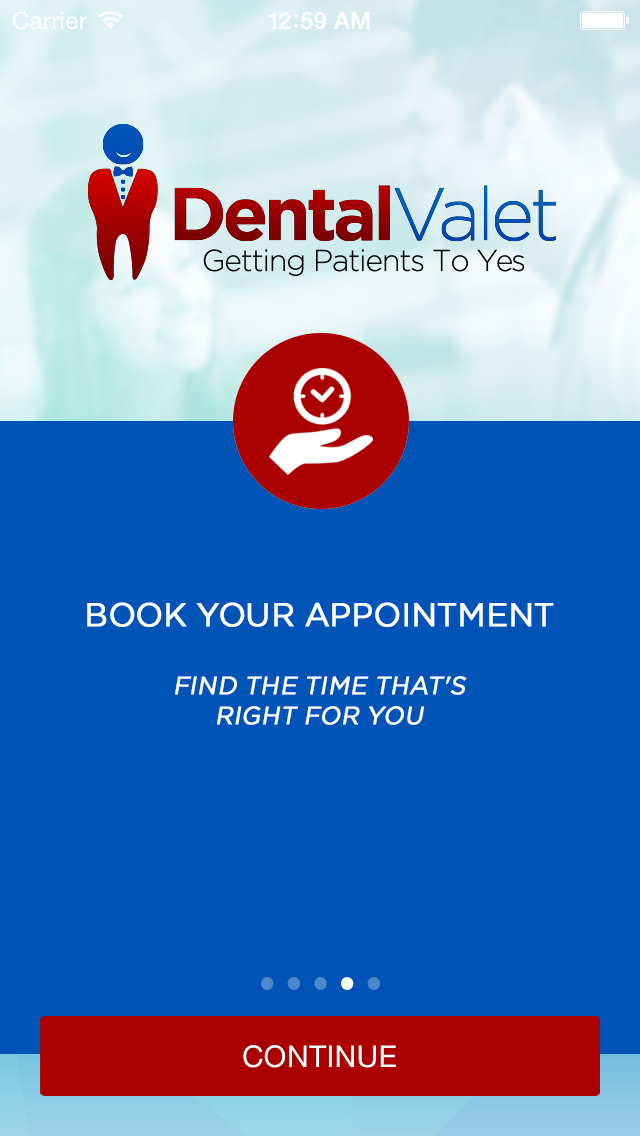 Carrier 12:59 AM
DentalValet
Getting Patients To Yes
BOOK YOUR APPOINTMENT
FIND THE TIME THAT'S
RIGHT FOR YOU
CONTINUE